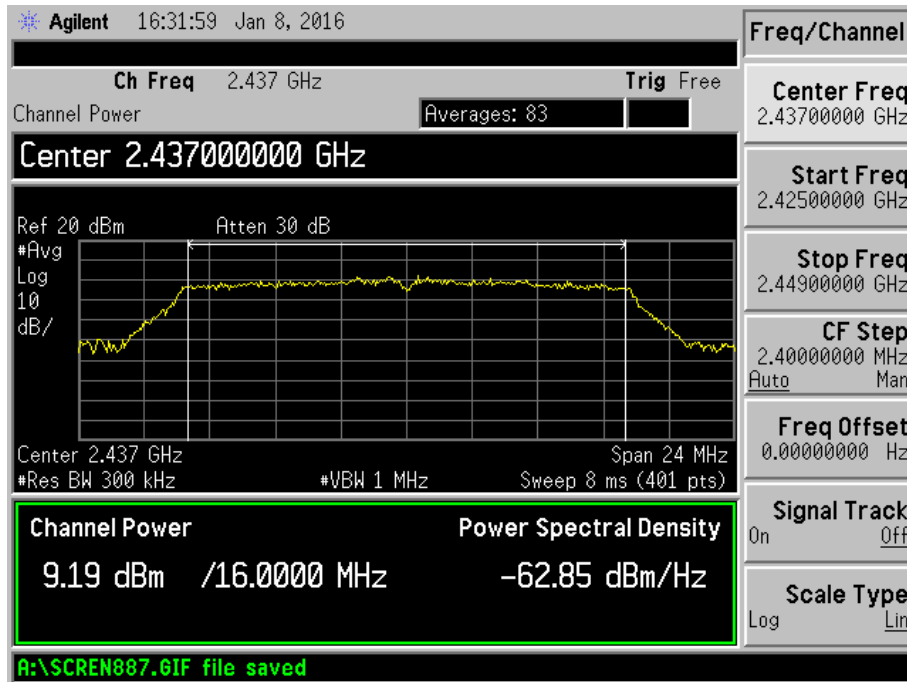 Agilent 16:31:59 Jan 8, 2016
Ch Freq 2.437 GHz Trig Free
Channel Power Averages: 83
Center 2.437000000 GHz
Ref 20 dBm Atten 30 dB
#Avg
Log
10
dB/
Center 2.437 GHz Span 24 MHz
#Res BW 300 kHz #VBW 1 MHz Sweep 8 ms (401 pts)
Channel Power Power Spectral Density
9.19 dBm /16.0000 MHz -62.85 dBm/Hz
A:\SCREN887.GIF file saved
Freq/Channel
Center Freq
2.43700000 GHz
Start Freq
2.42500000 GHz
Stop Freq
2.44900000 GHz
CF Step
2.40000000 MHz
Auto Man
Freq Offset
0.00000000 Hz
Signal Track
On Off
Scale Type
Log Lin